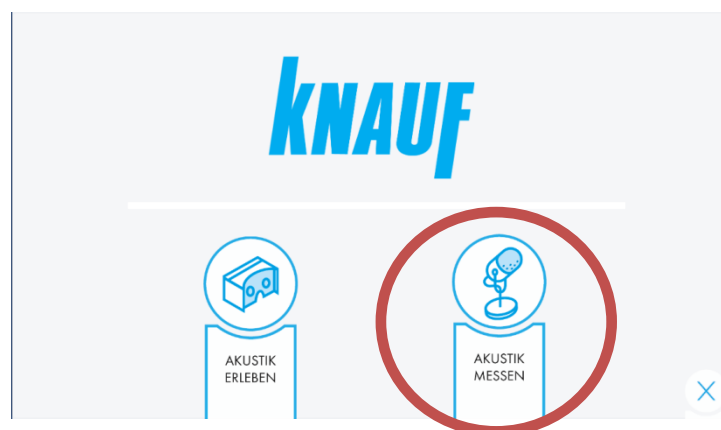 KNAUF
AKUSTIK
ERLEBEN
AKUSTIK
MESSEN